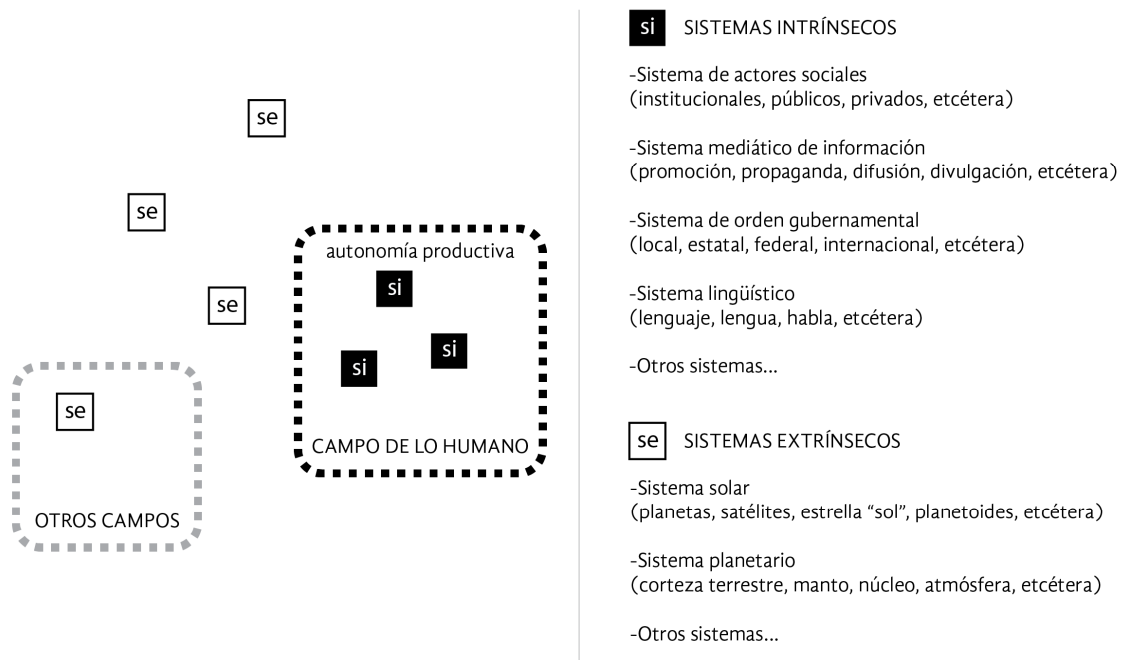 se
se
autonomía productiva
si
se
si
si
se
CAMPO DE LO HUMANO
OTROS CAMPOS
si SISTEMAS INTRÍNSECOS
-Sistema de actores sociales
(institucionales, públicos, privados, etcétera)
-Sistema mediático de información
(promoción, propaganda, difusión, divulgación, etcétera)
-Sistema de orden gubernamental
(local, estatal, federal, internacional, etcétera)
-Sistema lingüístico
(lenguaje, lengua, habla, etcétera)
-Otros sistemas...
se SISTEMAS EXTRÍNSECOS
-Sistema solar
(planetas, satélites, estrella “sol”, planetoides, etcétera)
-Sistema planetario
(corteza terrestre, manto, núcleo, atmósfera, etcétera)
-Otros sistemas...